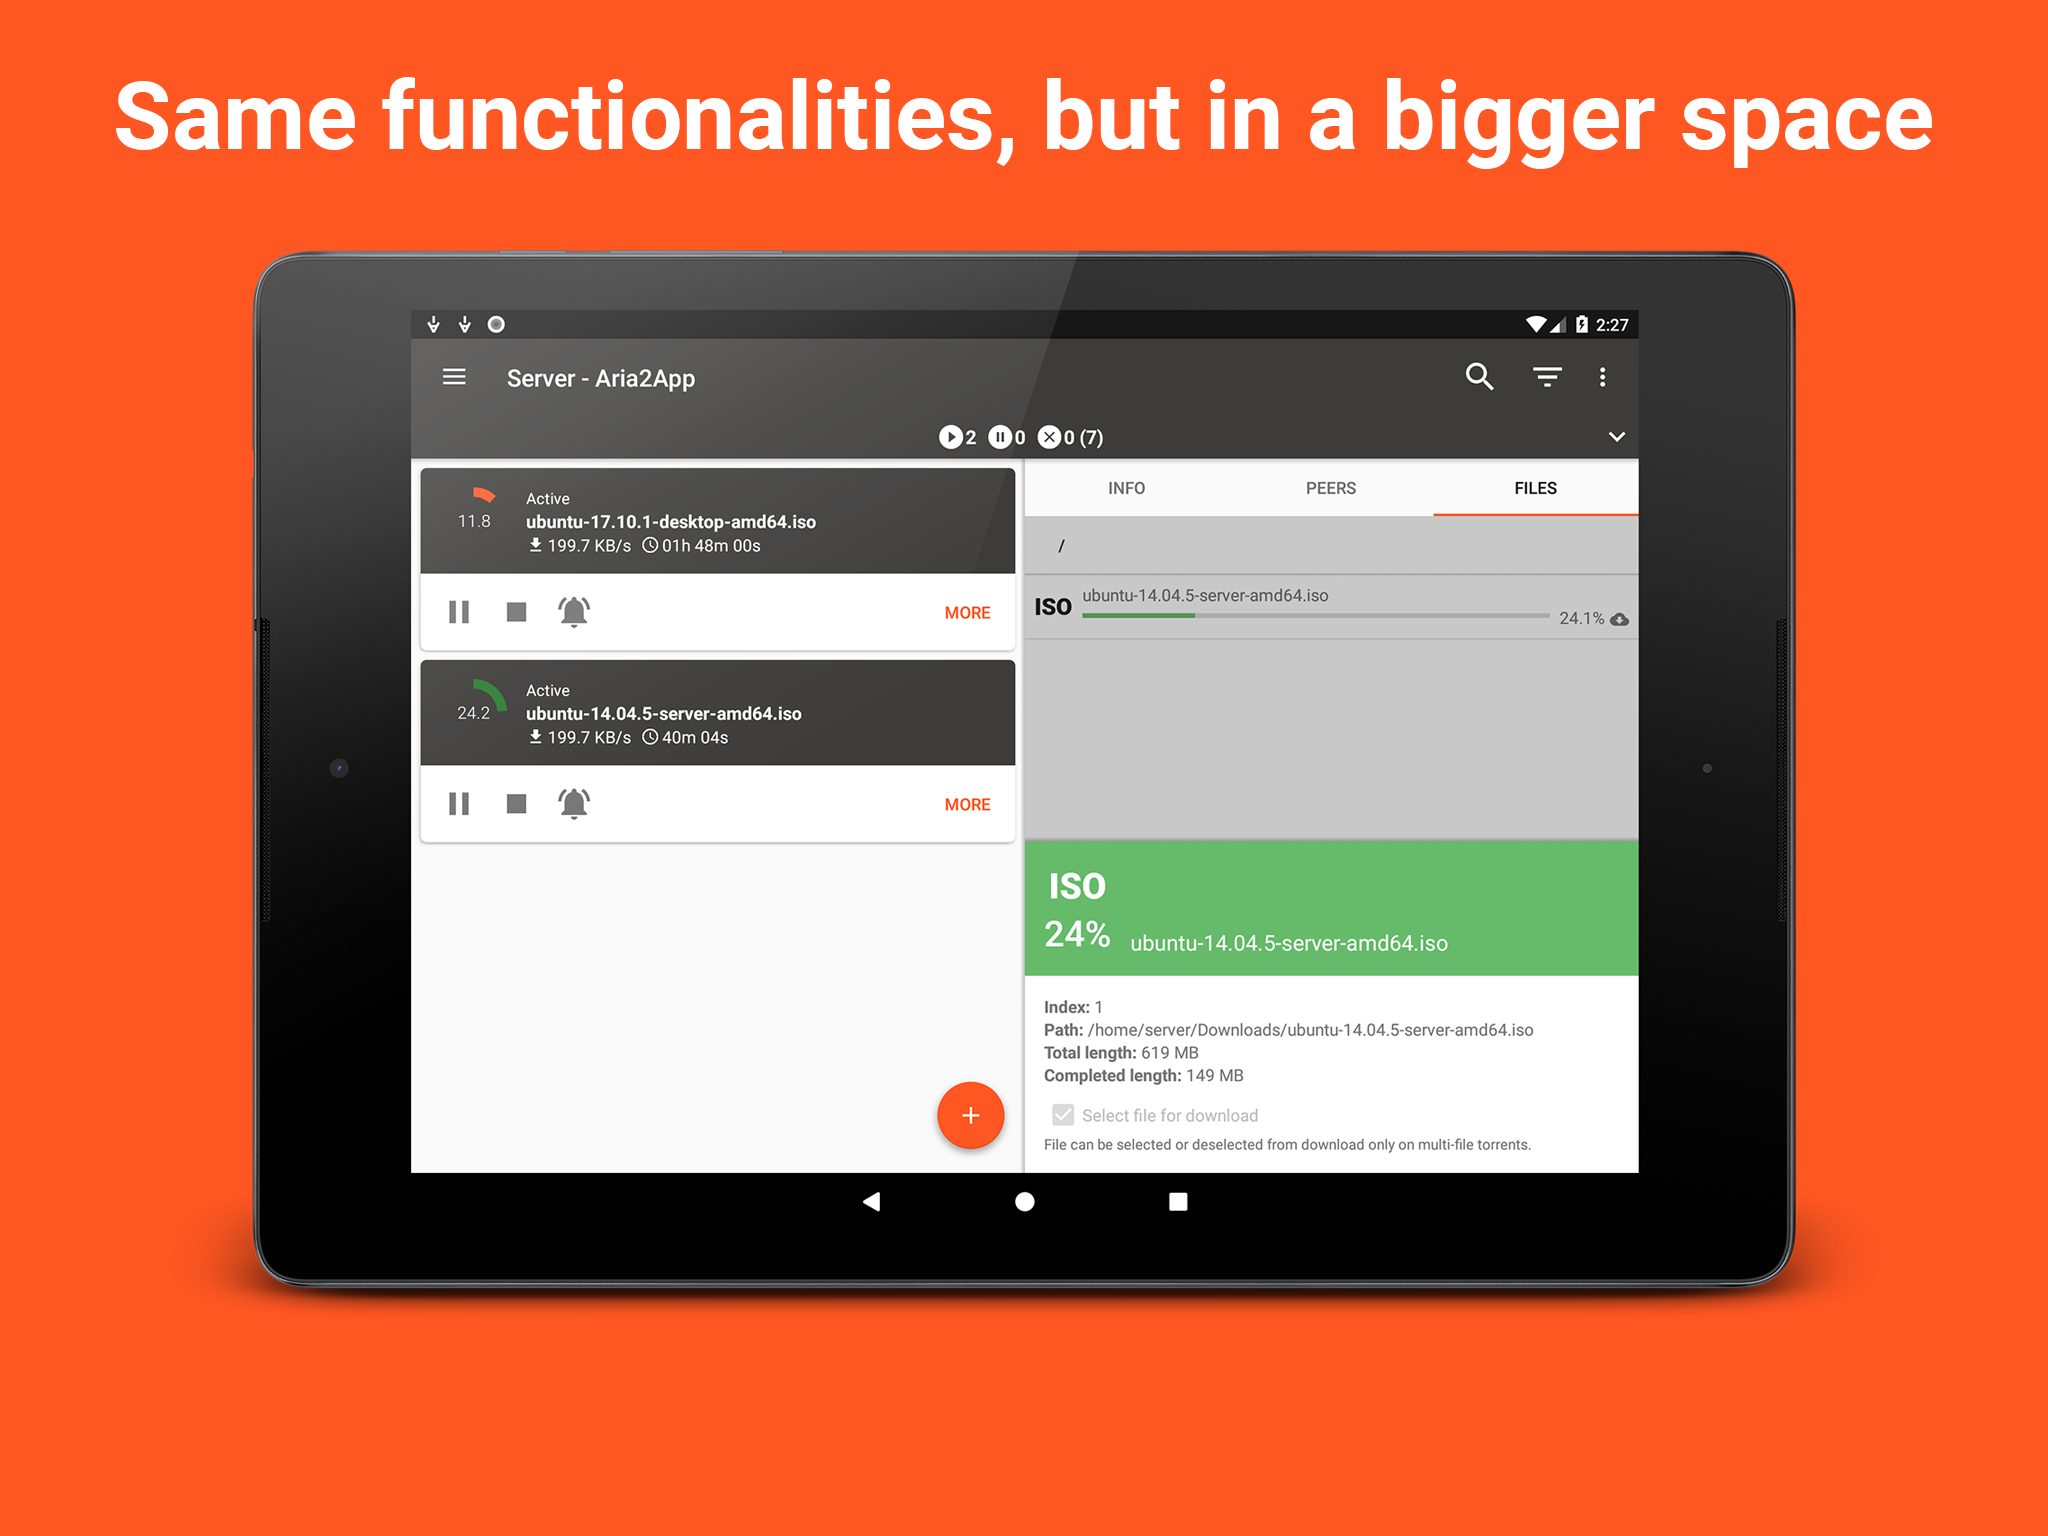 Same functionalities, but in a bigger space
2:27
Server - Aria2App
2 0 0 (7)
11.8
Active
ubuntu-17.10.1-desktop-amd64.iso
199.7 KB/s 01h 48m 00s
MORE
24.2
Active
ubuntu-14.04.5-server-amd64.iso
199.7 KB/s 40m 04s
MORE
INFO PEERS FILES
/
ISO ubuntu-14.04.5-server-amd64.iso
24.1%
ISO
24% ubuntu-14.04.5-server-amd64.iso
Index: 1
Path: /home/server/Downloads/ubuntu-14.04.5-server-amd64.iso
Total length: 619 MB
Completed length: 149 MB
Select file for download
File can be selected or deselected from download only on multi-file torrents.